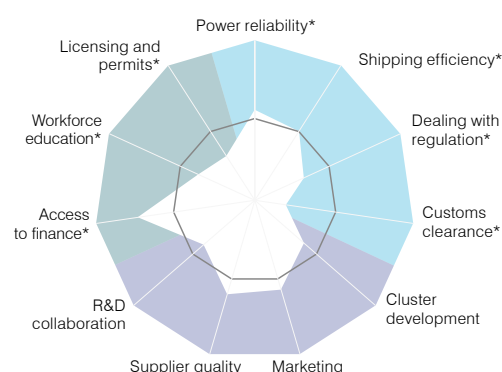 Power reliability*
Shipping efficiency*
Dealing with
regulation*
Customs
clearance*
Cluster
development
Marketing
Supplier quality
R&D
collaboration
Access
to finance*
Workforce
education*
Licensing and
permits*